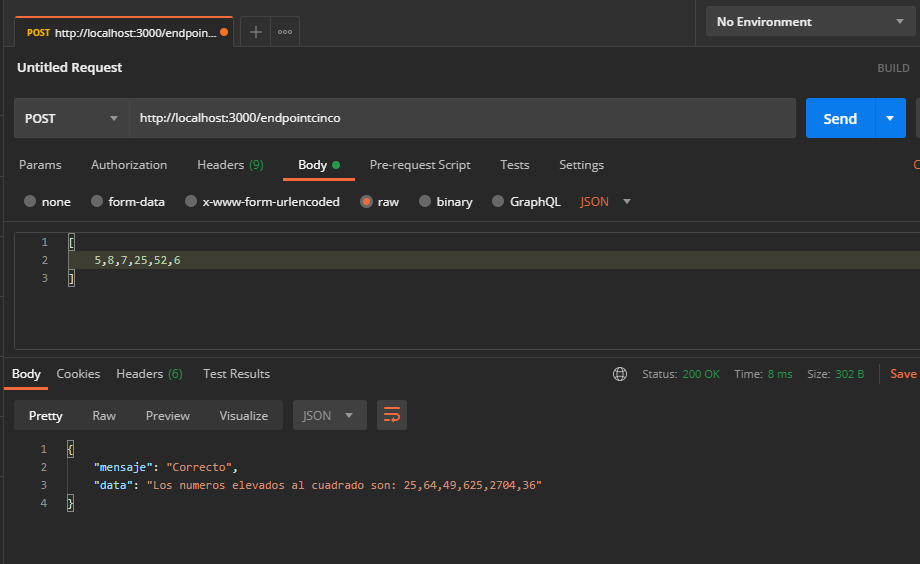 POST http://localhost:3000/endpoin...
No Environment
Untitled Request
BUILD
POST http://localhost:3000/endpointcinco Send
Params Authorization Headers (9) Body Pre-request Script Tests Settings
none form-data x-www-form-urlencoded raw binary GraphQL JSON
1 [
2 5,8,7,25,52,6
3 ]
Body Cookies Headers (6) Test Results Status: 200 OK Time: 8 ms Size: 302 B Save
Pretty Raw Preview Visualize JSON
1 {
2 "mensaje": "Correcto",
3 "data": "Los numeros elevados al cuadrado son: 25,64,49,625,2704,36"
4 }